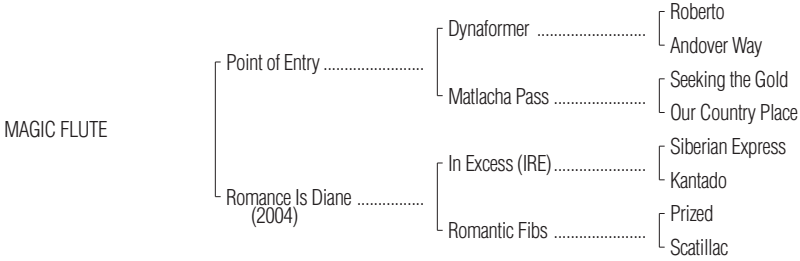 Roberto
Dynaformer ........................
Andover Way
Point of Entry ......................
Seeking the Gold
Matlacha Pass ....................
Our Country Place
MAGIC FLUTE
Siberian Express
In Excess (IRE)....................
Kantado
Romance Is Diane ...............
(2004)
Prized
Romantic Fibs ....................
Scatillac